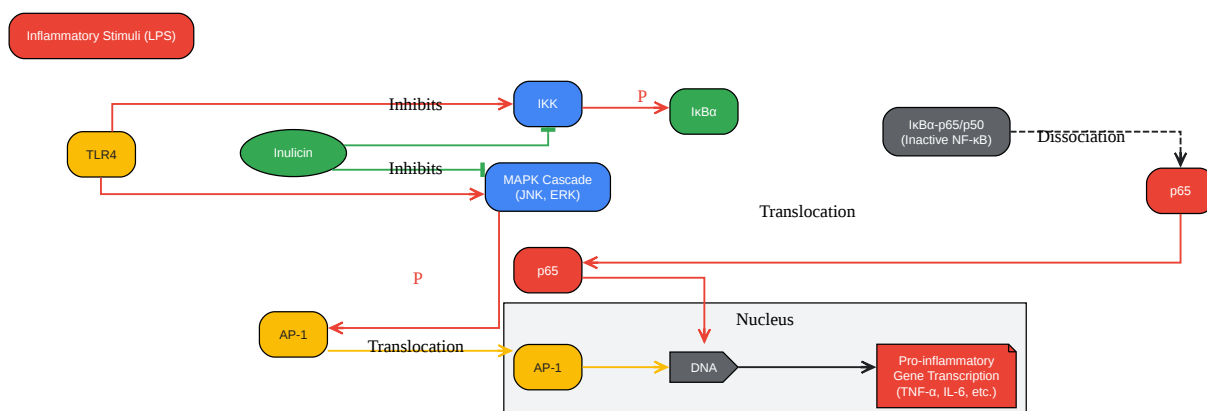 Inflammatory Stimuli (LPS)
Inhibits
IKK
P
IκBα
IκBα-p65/p50
(Inactive NF-κB)
Dissociation
TLR4
Inulicin
Inhibits
MAPK Cascade
(JNK, ERK)
p65
Translocation
p65
P
AP-1
Translocation
Nucleus
AP-1
DNA
Pro-inflammatory
Gene Transcription
(TNF-α, IL-6, etc.)